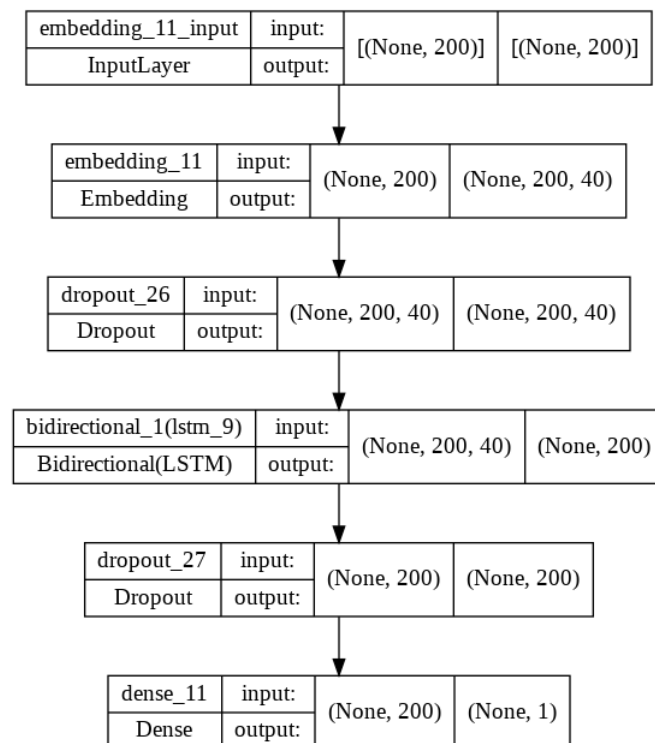 embedding_11_input input: [(None, 200)] [(None, 200)]
InputLayer output:
embedding_11 input: (None, 200) (None, 200, 40)
Embedding output:
dropout_26 input: (None, 200, 40) (None, 200, 40)
Dropout output:
bidirectional_1(lstm_9) input: (None, 200, 40) (None, 200)
Bidirectional(LSTM) output:
dropout_27 input: (None, 200) (None, 200)
Dropout output:
dense_11 input: (None, 200) (None, 1)
Dense output: